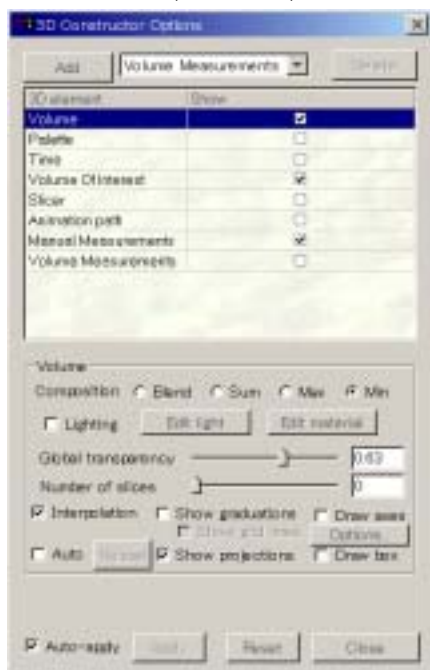 3D Constructor Options
Add Volume Measurements Delete
3D element Show
Volume
Palette
Time
Volume Of Interest
Slicer
Animation path
Manual Measurements
Volume Measurements
Volume
Composition Blend Sum Max Min
Lighting Edit light Edit material
Global transparency 0.63
Number of slices 0
Interpolation Show graduations Draw axes
Options
Auto Show projections Draw box
Auto-apply Apply Reset Close